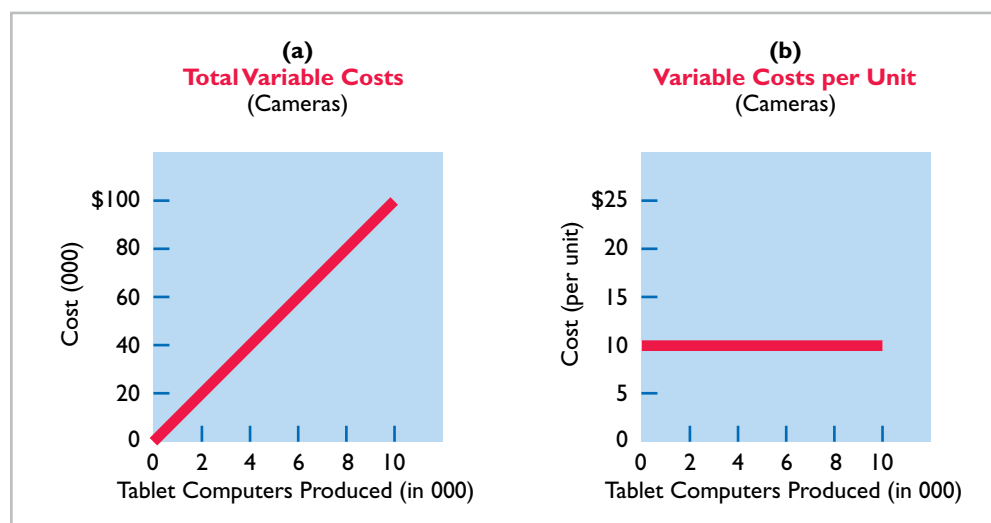 (a)
Total Variable Costs
(Cameras)
$100
80
60
40
20
0
Cost (000)
0 2 4 6 8 10
Tablet Computers Produced (in 000)
(b)
Variable Costs per Unit
(Cameras)
$25
20
15
10
5
0
Cost (per unit)
0 2 4 6 8 10
Tablet Computers Produced (in 000)